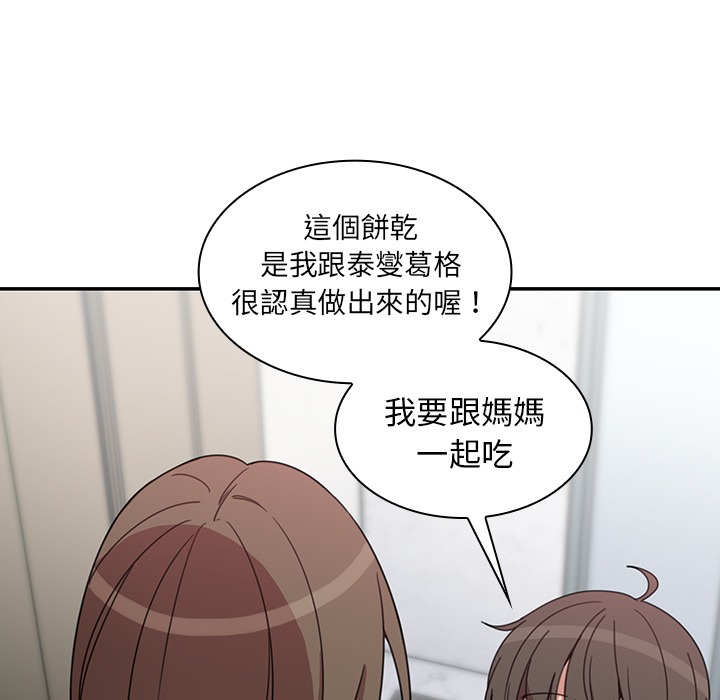 這個餅乾
是我跟泰燮葛格
很認真做出來的喔！
我要跟媽媽
一起吃